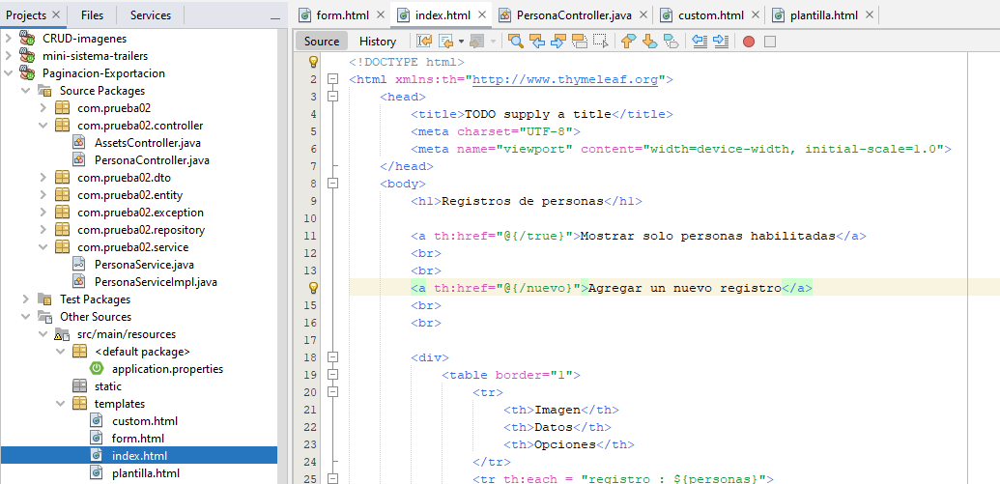 Projects × Files Services
CRUD-imagenes
mini-sistema-trailers
Paginacion-Exportacion
Source Packages
com.prueba02
com.prueba02.controller
AssetsController.java
PersonaController.java
com.prueba02.dto
com.prueba02.entity
com.prueba02.exception
com.prueba02.repository
com.prueba02.service
PersonaService.java
PersonaServiceImpl.java
Test Packages
Other Sources
src/main/resources
<default package>
application.properties
static
templates
custom.html
form.html
index.html
plantilla.html
form.html × index.html × PersonaController.java × custom.html × plantilla.html ×
Source History
<!DOCTYPE html>
2 <html xmlns:th="http://www.thymeleaf.org">
3 <head>
4 <title>TODO supply a title</title>
5 <meta charset="UTF-8">
6 <meta name="viewport" content="width=device-width, initial-scale=1.0">
7 </head>
8 <body>
9 <h1>Registros de personas</h1>
10
11 <a th:href="@{/true}">Mostrar solo personas habilitadas</a>
12 <br>
13 <br>
<a th:href="@{/nuevo}">Agregar un nuevo registro</a>
15 <br>
16 <br>
17
18 <div>
19 <table border="1">
20 <tr>
21 <th>Imagen</th>
22 <th>Datos</th>
23 <th>Opciones</th>
24 </tr>
25 <tr th:each = "registro : ${personas}">